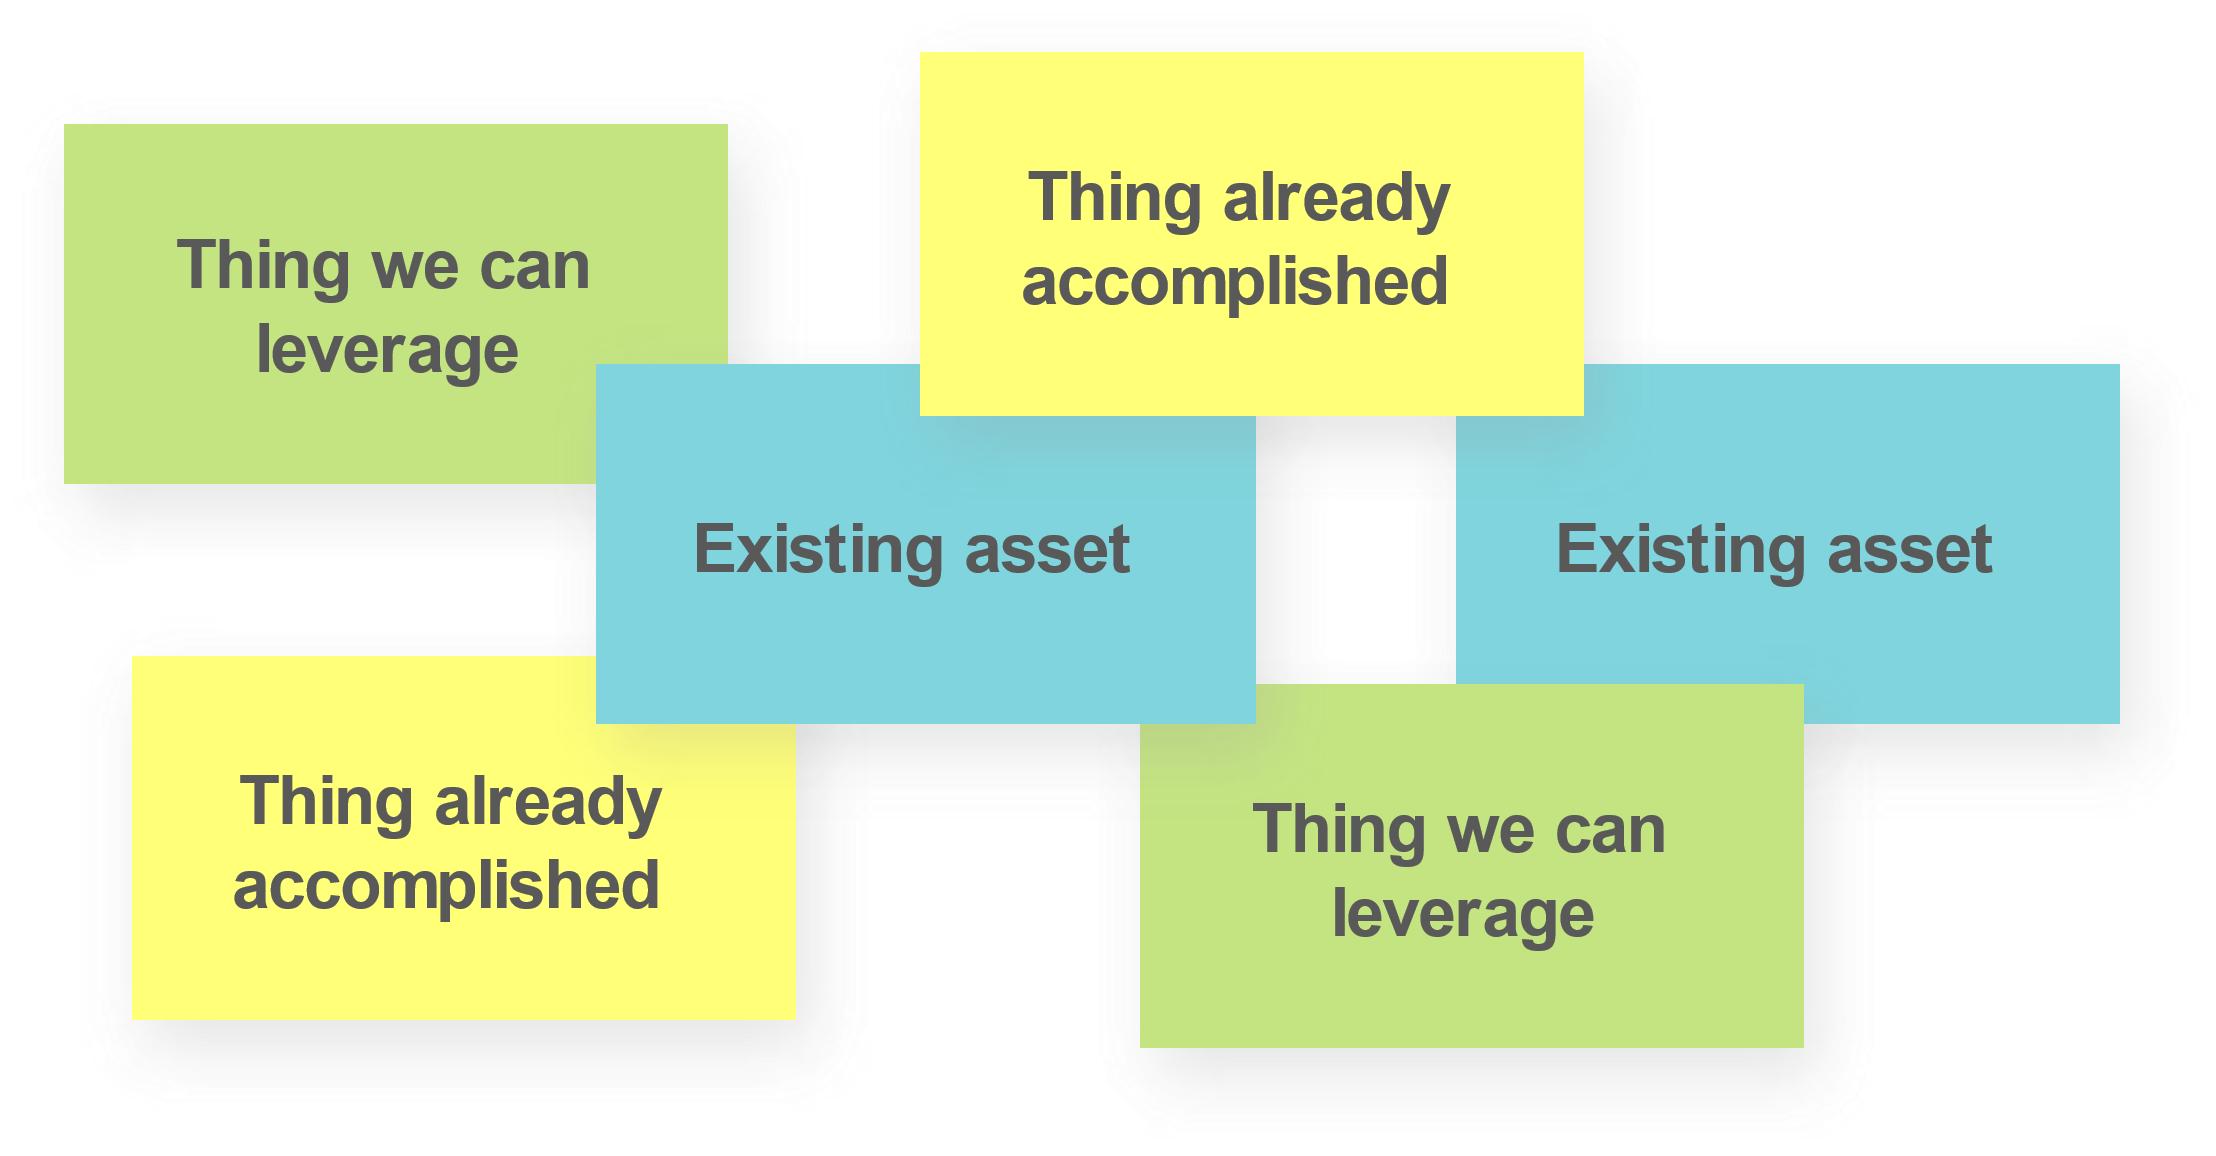 Thing already
accomplished
Thing we can
leverage
Existing asset
Existing asset
Thing already
accomplished
Thing we can
leverage